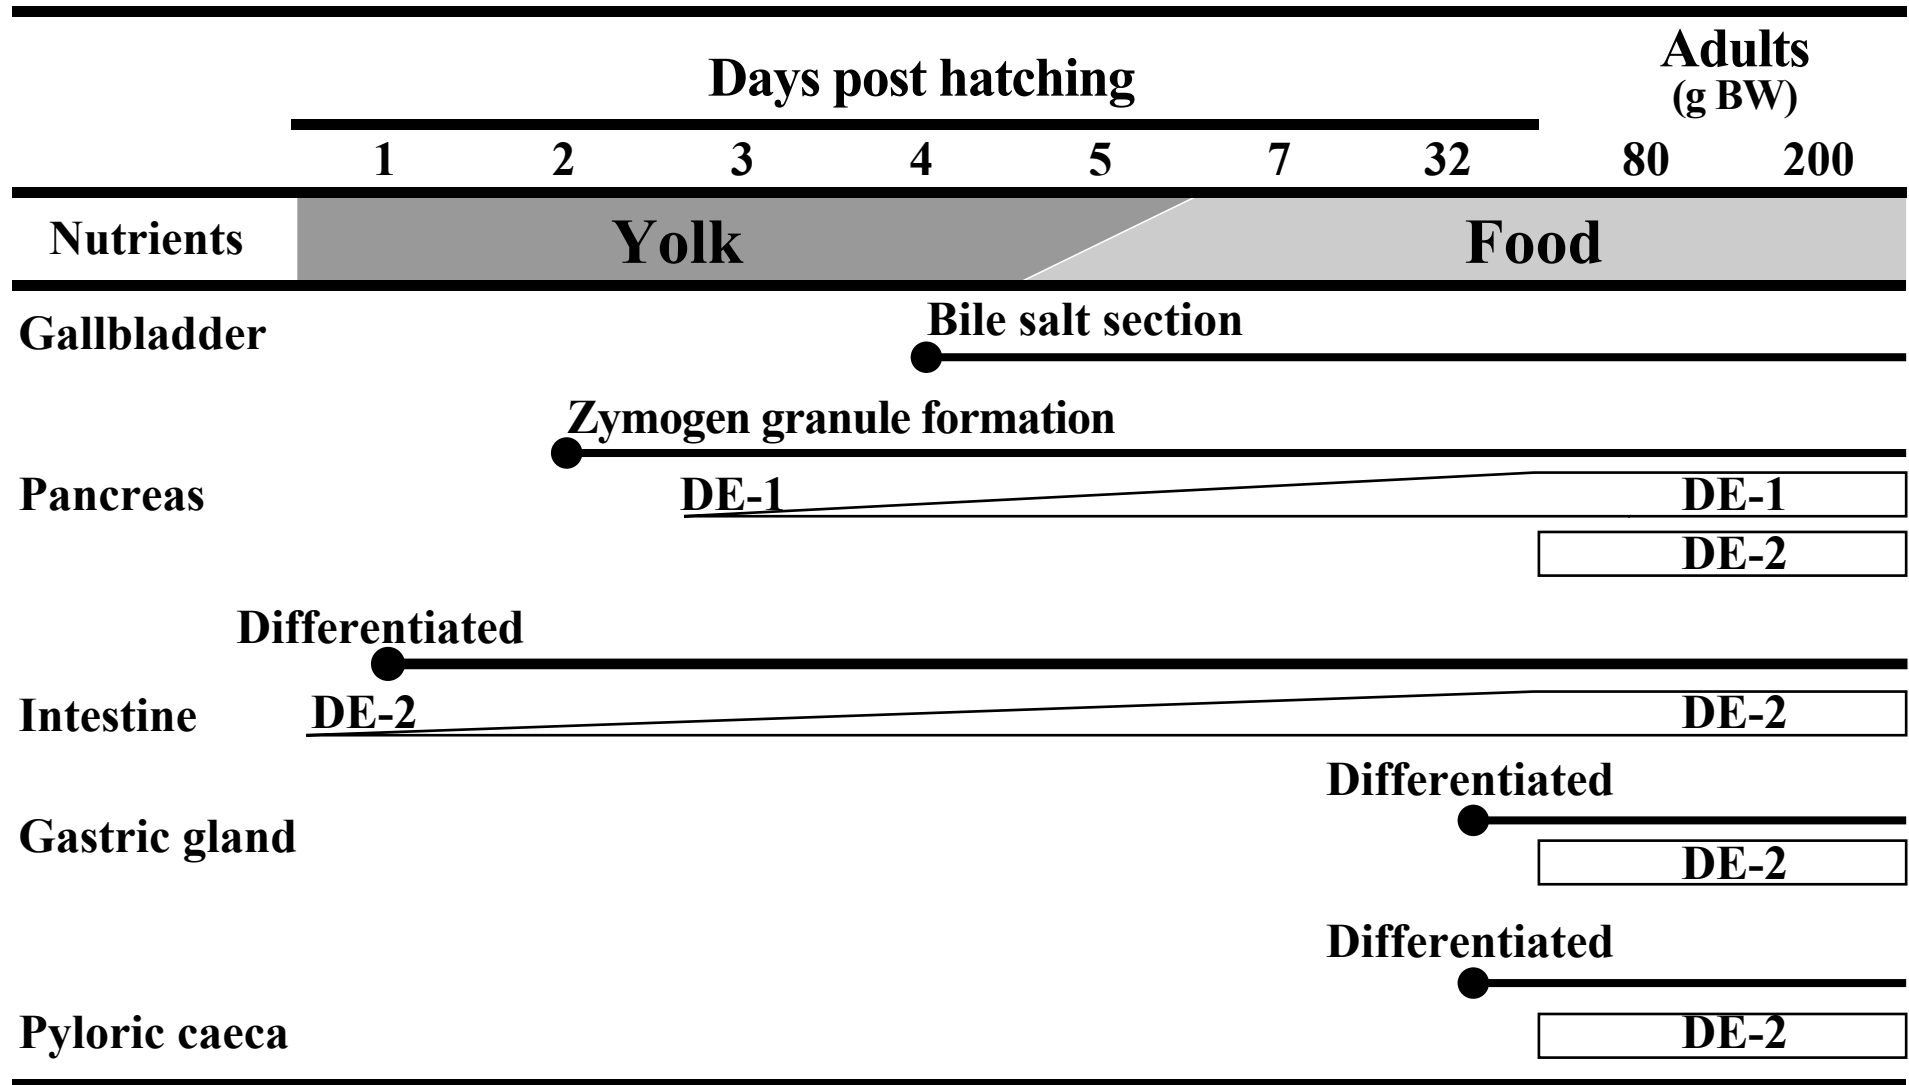 Days post hatching
Adults
(g BW)
1 2 3 4 5 7 32 80 200
Nutrients Yolk Food
Gallbladder
Bile salt section
Zymogen granule formation
Pancreas
DE-1 DE-1
DE-2
Differentiated
Intestine
DE-2 DE-2
Differentiated
Gastric gland
DE-2
Differentiated
Pyloric caeca
DE-2